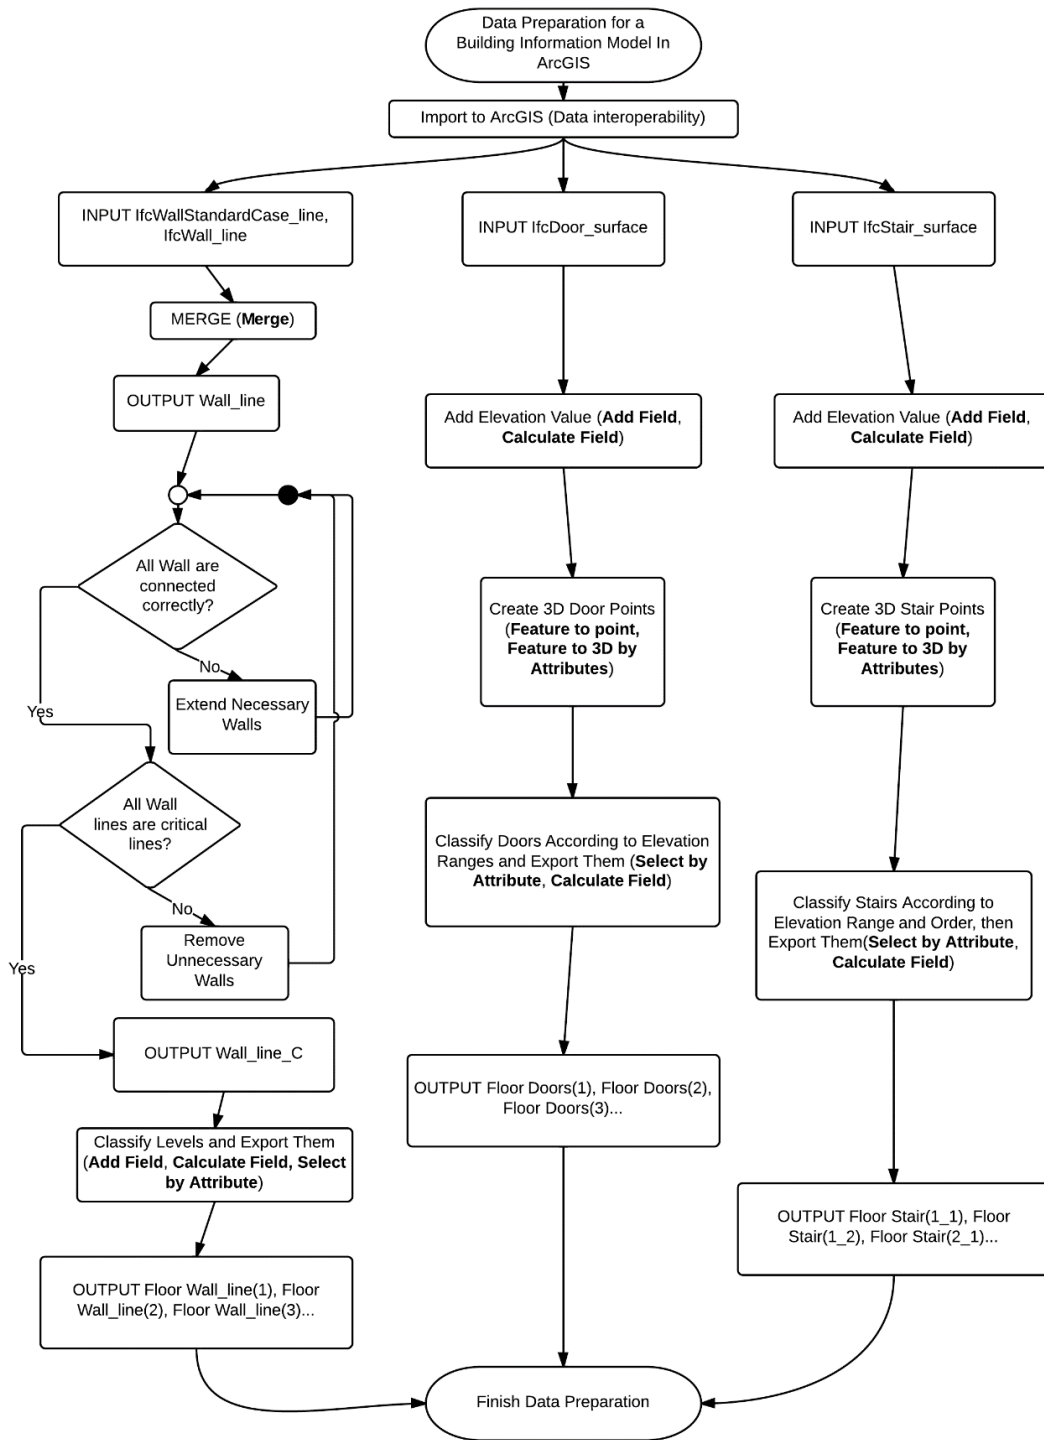 Data Preparation for a
Building Information Model In
ArcGIS
Import to ArcGIS (Data interoperability)
INPUT IfcWallStandardCase_line,
IfcWall_line
MERGE (Merge)
OUTPUT Wall_line
All Wall are
connected
correctly?
No
Extend Necessary
Walls
Yes
All Wall
lines are critical
lines?
No
Remove
Unnecessary
Walls
Yes
OUTPUT Wall_line_C
Classify Levels and Export Them
(Add Field, Calculate Field, Select
by Attribute)
OUTPUT Floor Wall_line(1), Floor
Wall_line(2), Floor Wall_line(3)...
INPUT IfcDoor_surface
Add Elevation Value (Add Field,
Calculate Field)
Create 3D Door Points
(Feature to point,
Feature to 3D by
Attributes)
Classify Doors According to Elevation
Ranges and Export Them (Select by
Attribute, Calculate Field)
OUTPUT Floor Doors(1), Floor Doors(2),
Floor Doors(3)...
INPUT IfcStair_surface
Add Elevation Value (Add Field,
Calculate Field)
Create 3D Stair Points
(Feature to point,
Feature to 3D by
Attributes)
Classify Stairs According to
Elevation Range and Order, then
Export Them(Select by Attribute,
Calculate Field)
OUTPUT Floor Stair(1_1), Floor
Stair(1_2), Floor Stair(2_1)...
Finish Data Preparation